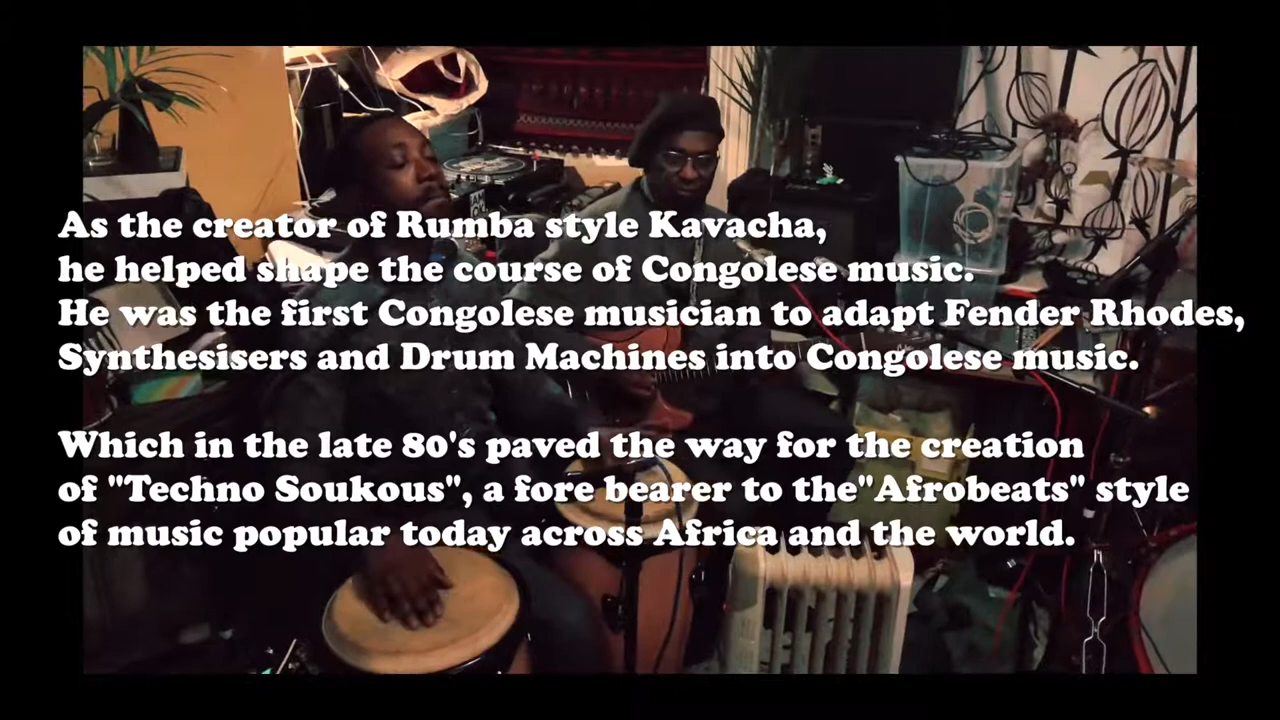 As the creator of Rumba style Kavacha,
he helped shape the course of Congolese music.
He was the first Congolese musician to adapt Fender Rhodes,
Synthesisers and Drum Machines into Congolese music.
Which in the late 80's paved the way for the creation
of "Techno Soukous", a fore bearer to the"Afrobeats" style
of music popular today across Africa and the world.